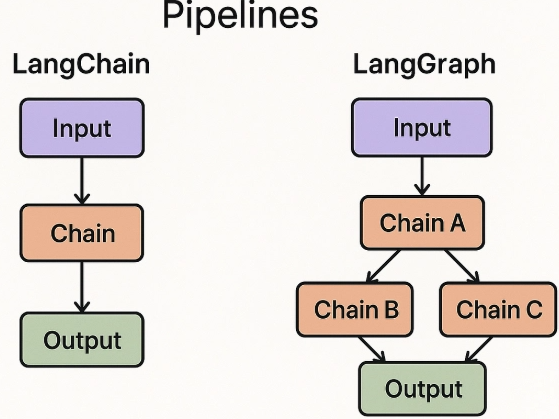 Pipelines
LangChain
Input
Chain
Output
LangGraph
Input
Chain A
Chain B
Chain C
Output